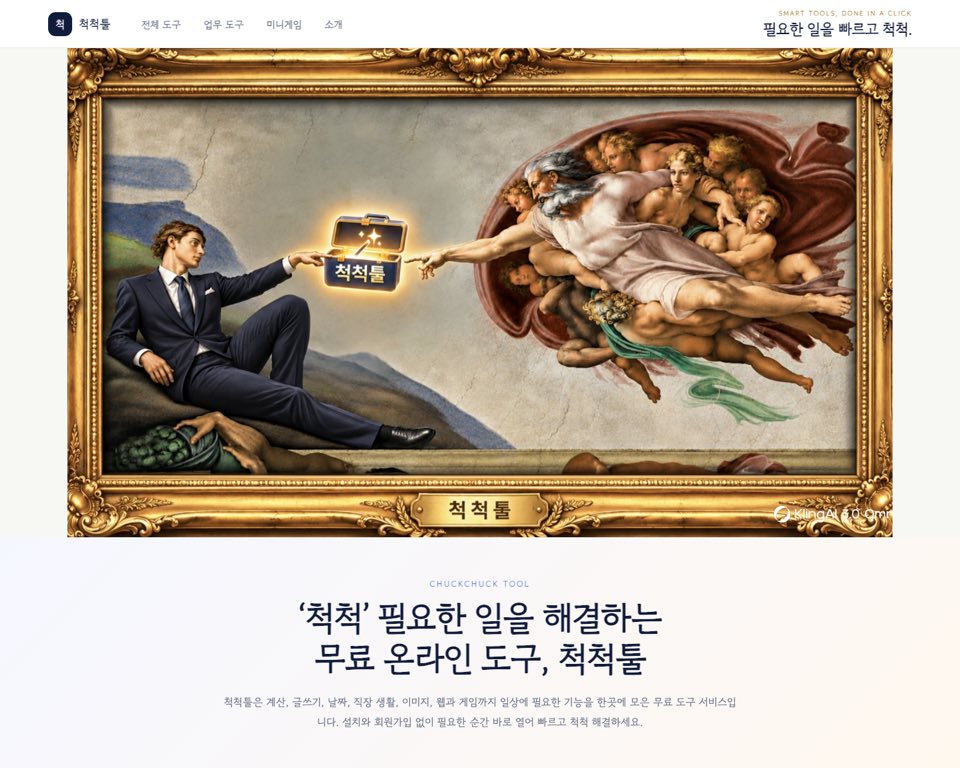 척 척척툴 전체 도구 업무 도구 미니게임 소개
SMART TOOLS, DONE IN A CLICK
필요한 일을 빠르고 척척.
척척툴
척척툴
KlingAI 3.0 Omni
CHUCKCHUCK TOOL
‘척척’ 필요한 일을 해결하는
무료 온라인 도구, 척척툴
척척툴은 계산, 글쓰기, 날짜, 직장 생활, 이미지, 웹과 게임까지 일상에 필요한 기능을 한곳에 모은 무료 도구 서비스입
니다. 설치와 회원가입 없이 필요한 순간 바로 열어 빠르고 척척 해결하세요.